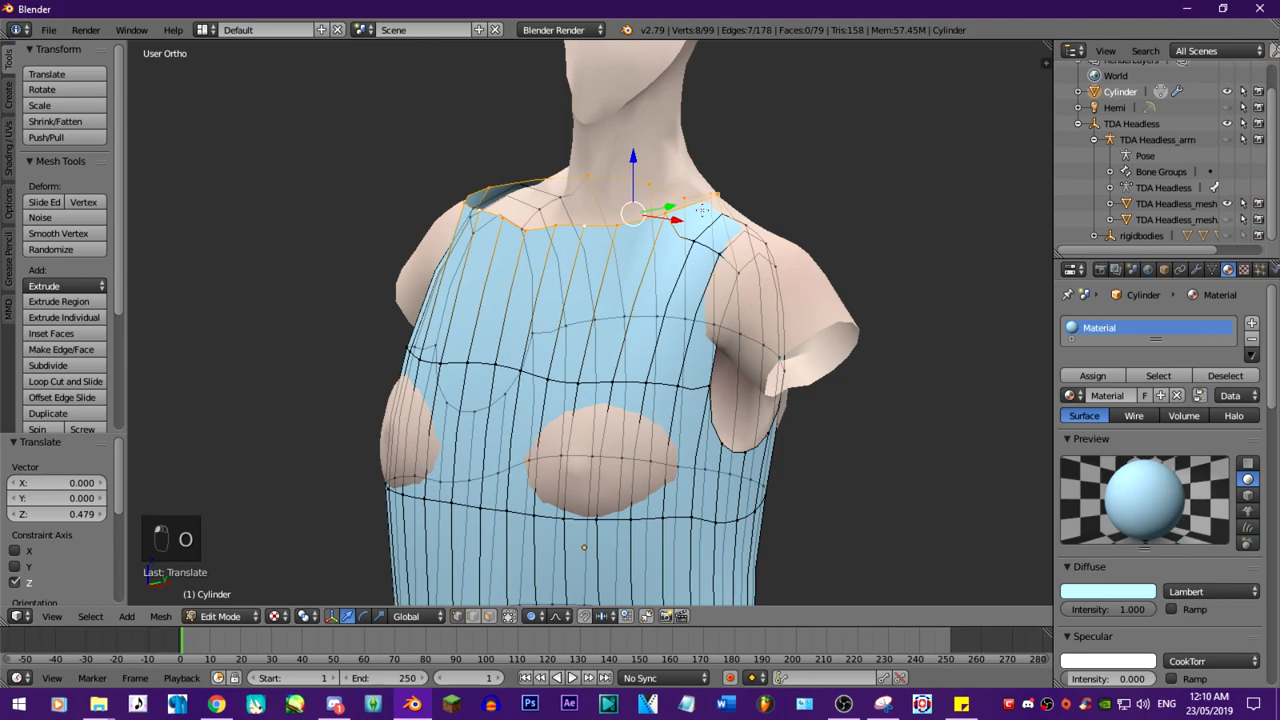 Blender
File Render Window Help Default Scene Blender Render v2.79 | Verts:8/99 | Edges:7/178 | Faces:0/79 | Tris:158 | Mem:57.45M | Cylinder
Tools
Create
Shading / UVs
Options
Grease Pencil
MMD
Transform
Translate
Rotate
Scale
Shrink/Fatten
Push/Pull
Mesh Tools
Deform:
Slide Ed Vertex
Noise
Smooth Vertex
Randomize
Add:
Extrude
Extrude Region
Extrude Individual
Inset Faces
Make Edge/Face
Subdivide
Loop Cut and Slide
Offset Edge Slide
Duplicate
Spin Screw
Translate
Vector
X: 0.000
Y: 0.000
Z: 0.479
Constraint Axis
X
Y
Z
Orientation
User Ortho
O
Last: Translate
(1) Cylinder
View Select Add Mesh Edit Mode Global
View Search All Scenes
World
Cylinder
Hemi
TDA Headless
TDA Headless_arm
Pose
Bone Groups
TDA Headless
TDA Headless_mesh
TDA Headless_mesh.
rigidbodies
Cylinder Material
Material
Assign Select Deselect
Material F Data
Surface Wire Volume Halo
Preview
Diffuse
Lambert
Intensity: 1.000 Ramp
Specular
CookTorr
Intensity: 0.000 Ramp
-50 -40 -30 -20 -10 0 10 20 30 40 50 60 70 80 90 100 110 120 130 140 150 160 170 180 190 200 210 220 230 240 250 260 270 280
View Marker Frame Playback Start: 1 End: 250 1 No Sync
12:10 AM
23/05/2019